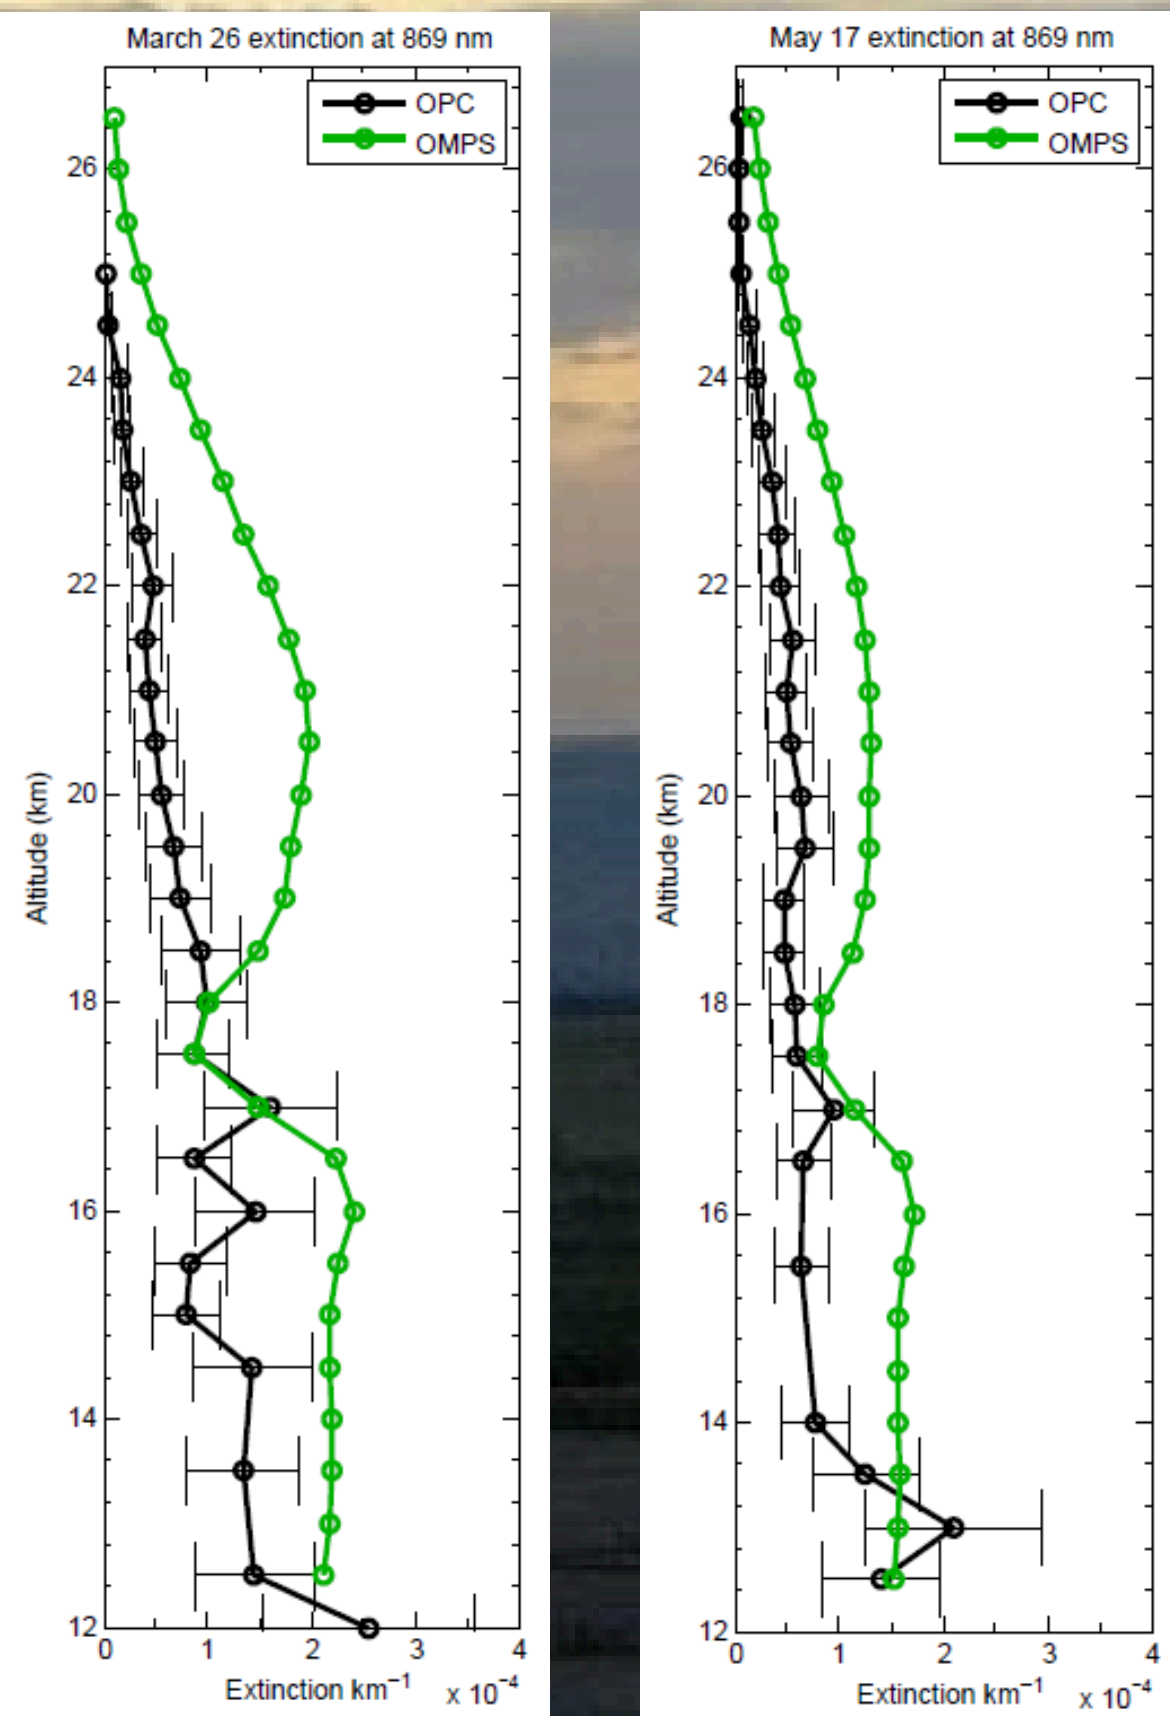 March 26 extinction at 869 nm
OPC
OMPS
26
24
22
20
18
16
14
12
Altitude (km)
0 1 2 3 4
Extinction km⁻¹ x 10⁻⁴
May 17 extinction at 869 nm
OPC
OMPS
26
24
22
20
18
16
14
12
Altitude (km)
0 1 2 3 4
Extinction km⁻¹ x 10⁻⁴